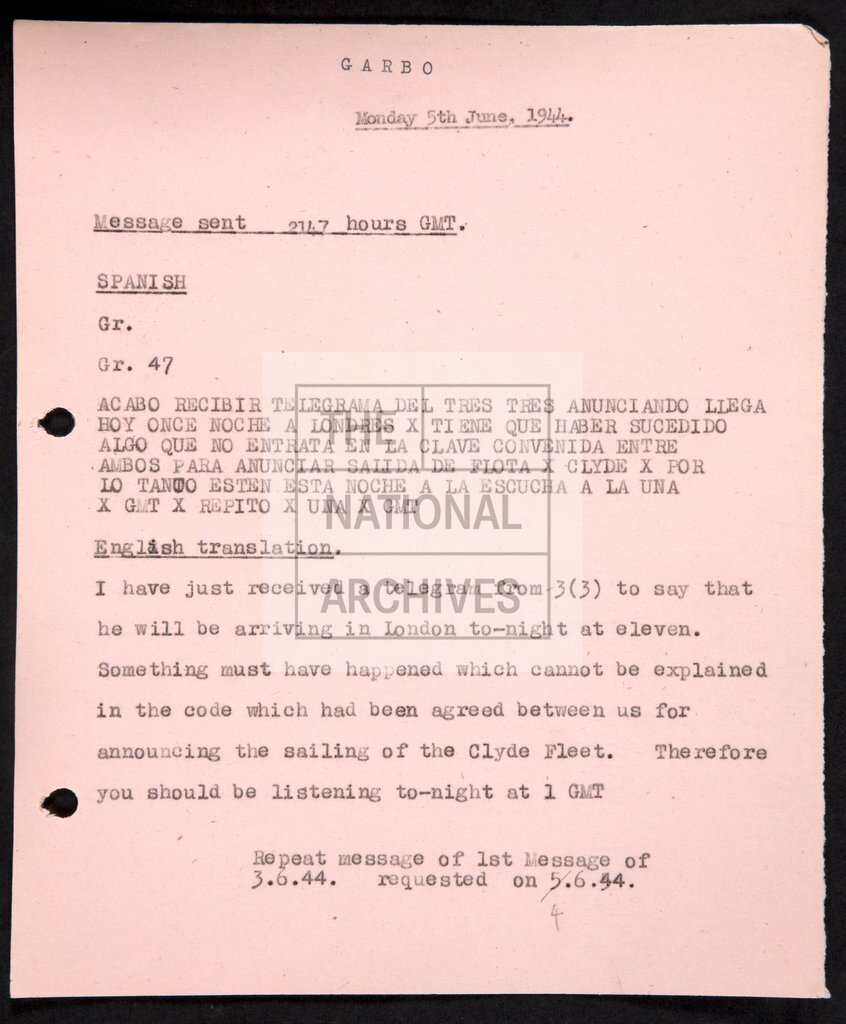 GARBO
Monday 5th June, 1944.
Message sent 2147 hours GMT.
SPANISH
Gr.
Gr. 47
ACABO RECIBIR TELEGRAMA DEL TRES TRES ANUNCIANDO LLEGA
HOY ONCE NOCHE A LONDRES X TIENE QUE HABER SUCEDIDO
ALGO QUE NO ENTRATA EN LA CLAVE CONVENIDA ENTRE
AMBOS PARA ANUNCIAR SALIDA DE FLOTA X CLYDE X POR
LO TANTO ESTEN ESTA NOCHE A LA ESCUCHA A LA UNA
X GMT X REPITO X UNA X GMT
English translation.
I have just received a telegram from 3(3) to say that
he will be arriving in London to-night at eleven.
Something must have happened which cannot be explained
in the code which had been agreed between us for
announcing the sailing of the Clyde Fleet. Therefore
you should be listening to-night at 1 GMT
Repeat message of 1st Message of
3.6.44. requested on 5.6.44.
4
THE
NATIONAL
ARCHIVES